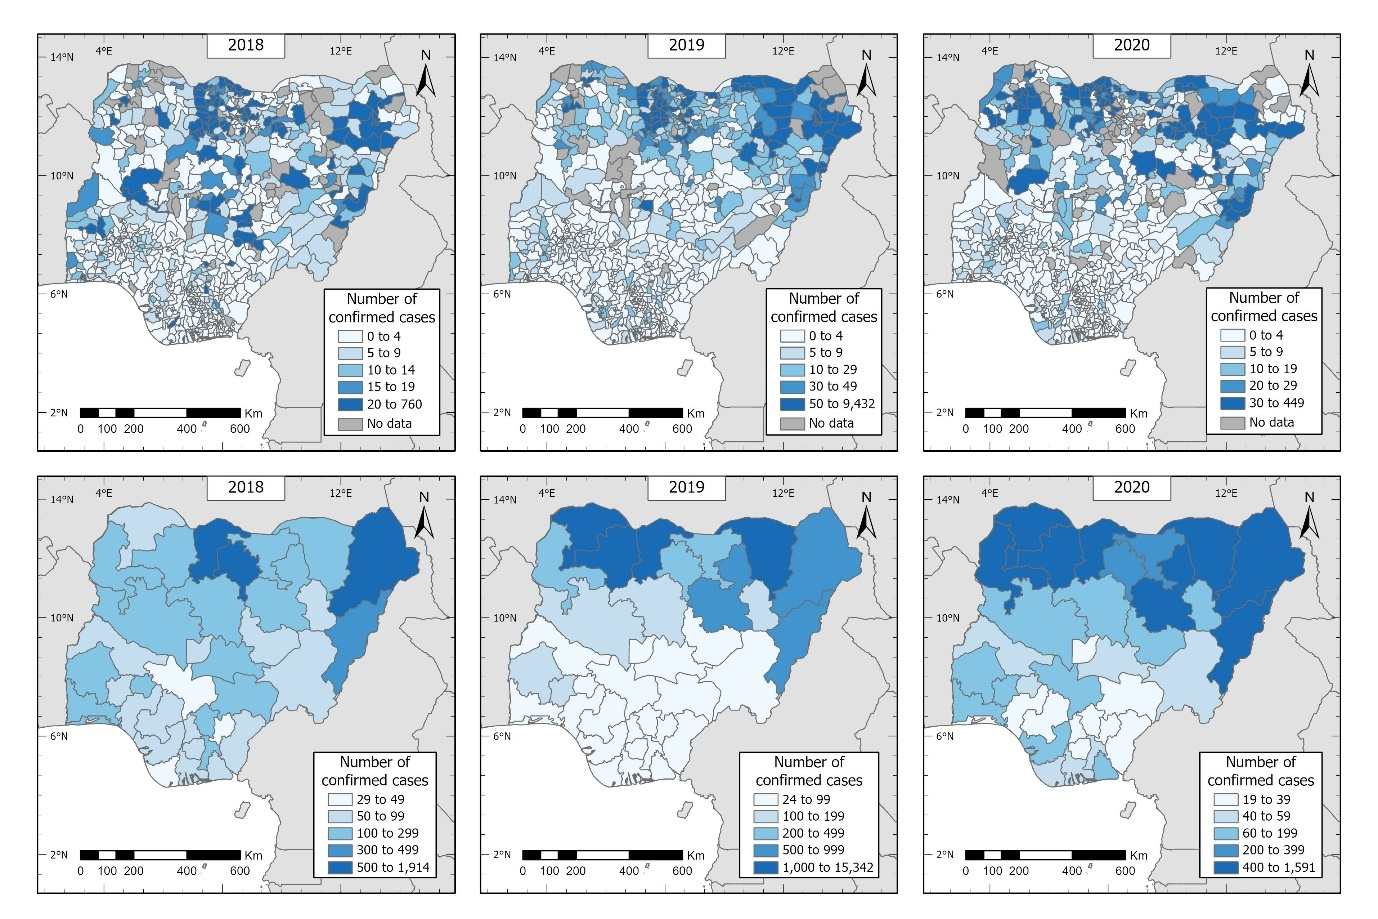 2018
4°E
12°E
N
14°N
10°N
6°N
2°N
Number of
confirmed cases
0 to 4
5 to 9
10 to 14
15 to 19
20 to 760
No data
Km
0 100 200 400 600
2019
4°E
12°E
N
14°N
10°N
6°N
2°N
Number of
confirmed cases
0 to 4
5 to 9
10 to 29
30 to 49
50 to 9,432
No data
Km
0 100 200 400 600
2020
4°E
12°E
N
14°N
10°N
6°N
2°N
Number of
confirmed cases
0 to 4
5 to 9
10 to 19
20 to 29
30 to 449
No data
Km
0 100 200 400 600
2018
4°E
12°E
N
14°N
10°N
6°N
2°N
Number of
confirmed cases
29 to 49
50 to 99
100 to 299
300 to 499
500 to 1,914
Km
0 100 200 400 600
2019
4°E
12°E
N
14°N
10°N
6°N
2°N
Number of
confirmed cases
24 to 99
100 to 199
200 to 499
500 to 999
1,000 to 15,342
Km
0 100 200 400 600
2020
4°E
12°E
N
14°N
10°N
6°N
2°N
Number of
confirmed cases
19 to 39
40 to 59
60 to 199
200 to 399
400 to 1,591
Km
0 100 200 400 600